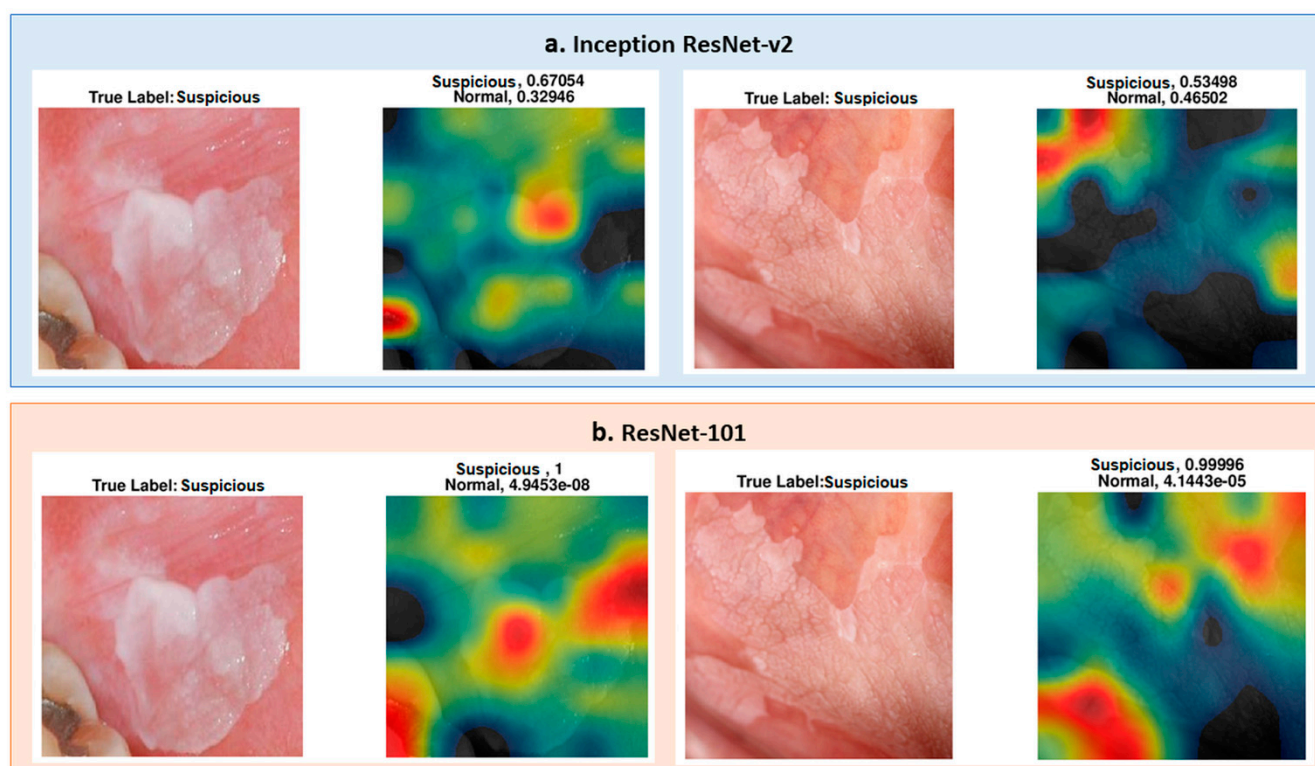 a. Inception ResNet-v2
True Label: Suspicious
Suspicious, 0.67054
Normal, 0.32946
True Label: Suspicious
Suspicious, 0.53498
Normal, 0.46502
b. ResNet-101
True Label: Suspicious
Suspicious , 1
Normal, 4.9453e-08
True Label:Suspicious
Suspicious, 0.99996
Normal, 4.1443e-05